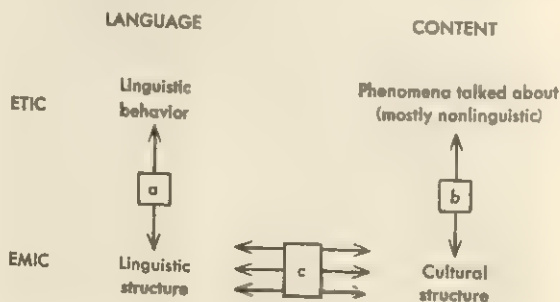 LANGUAGE CONTENT
Linguistic Phenomena talked about
ETIC behavior (mostly nonlinguistic)
a b
c
EMIC Linguistic Cultural
structure structure